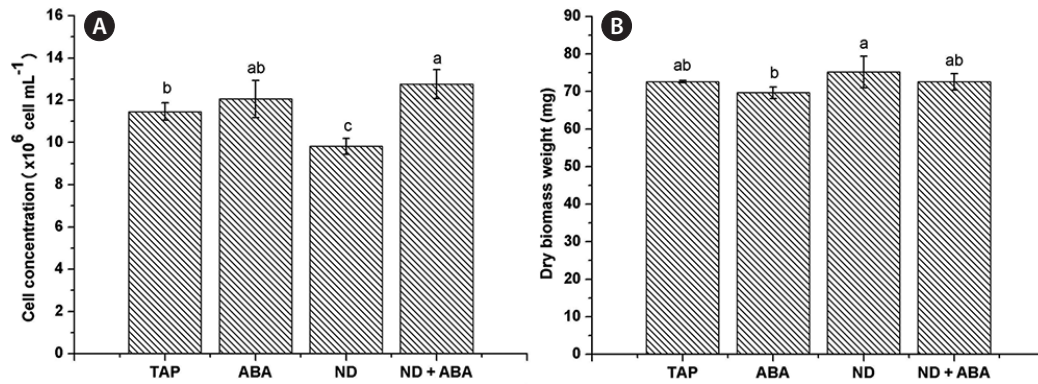 A
Cell concentration ( x10⁶ cell mL⁻¹)
16
14
12
10
8
6
4
2
0
b
ab
c
a
TAP ABA ND ND + ABA
B
Dry biomass weight (mg)
90
80
70
60
50
40
30
20
10
0
ab
b
a
ab
TAP ABA ND ND + ABA